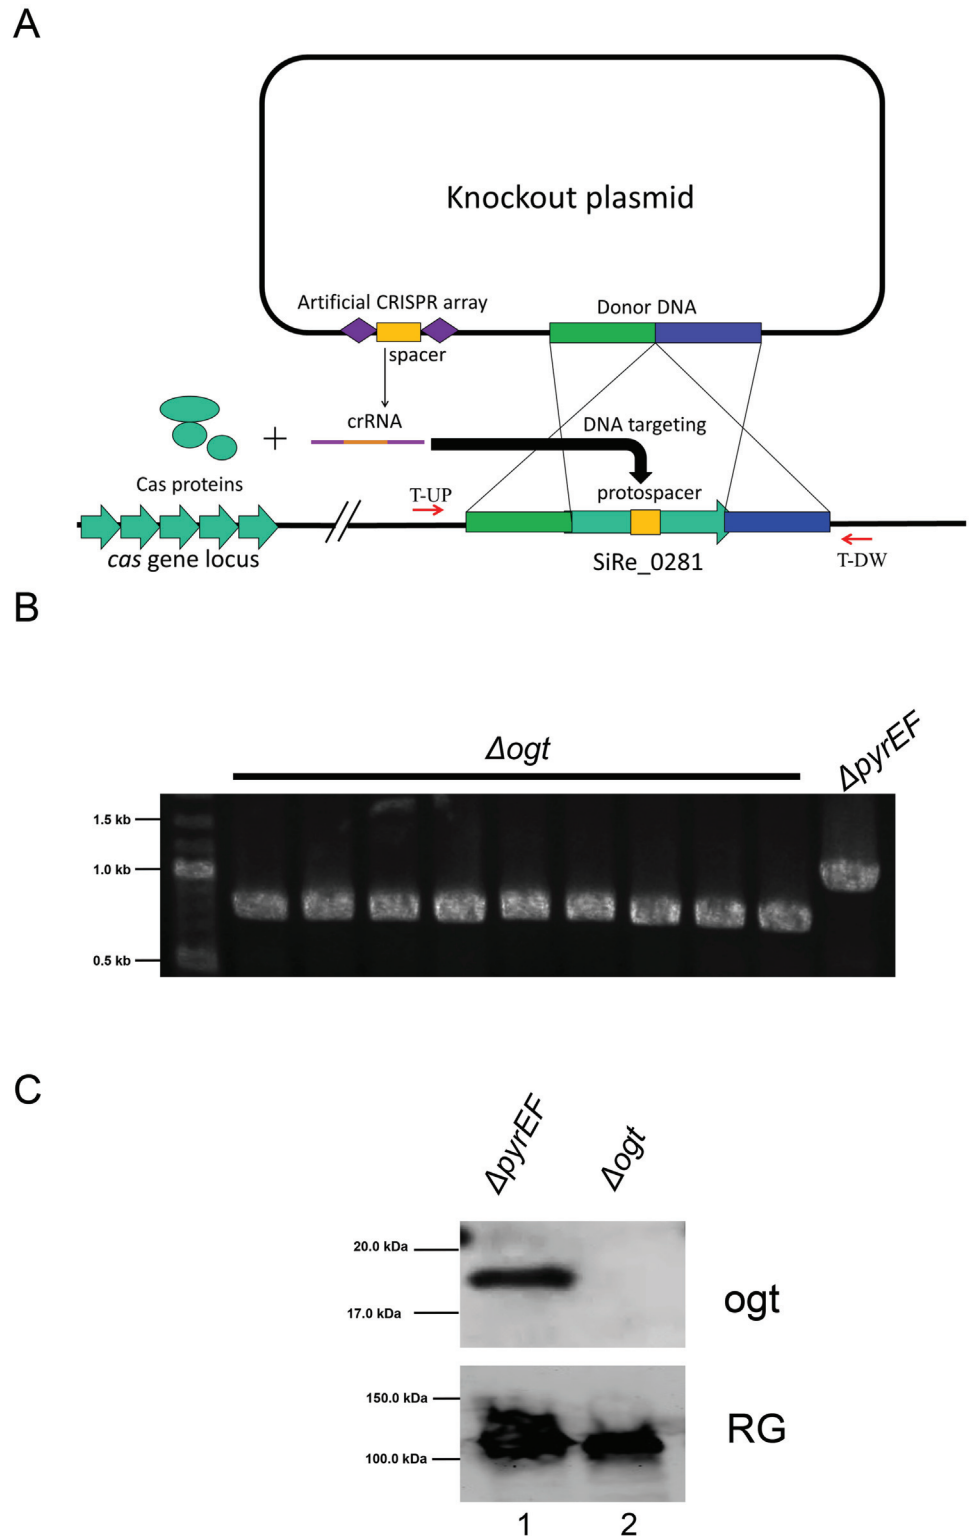 A
Knockout plasmid
Artificial CRISPR array
Donor DNA
spacer
crRNA
DNA targeting
+
Cas proteins
T-UP
protospacer
cas gene locus
SiRe_0281
T-DW
B
Δogt
ΔpyrEF
1.5 kb
1.0 kb
0.5 kb
C
ΔpyrEF
Δogt
20.0 kDa
17.0 kDa
ogt
150.0 kDa
100.0 kDa
RG
1 2